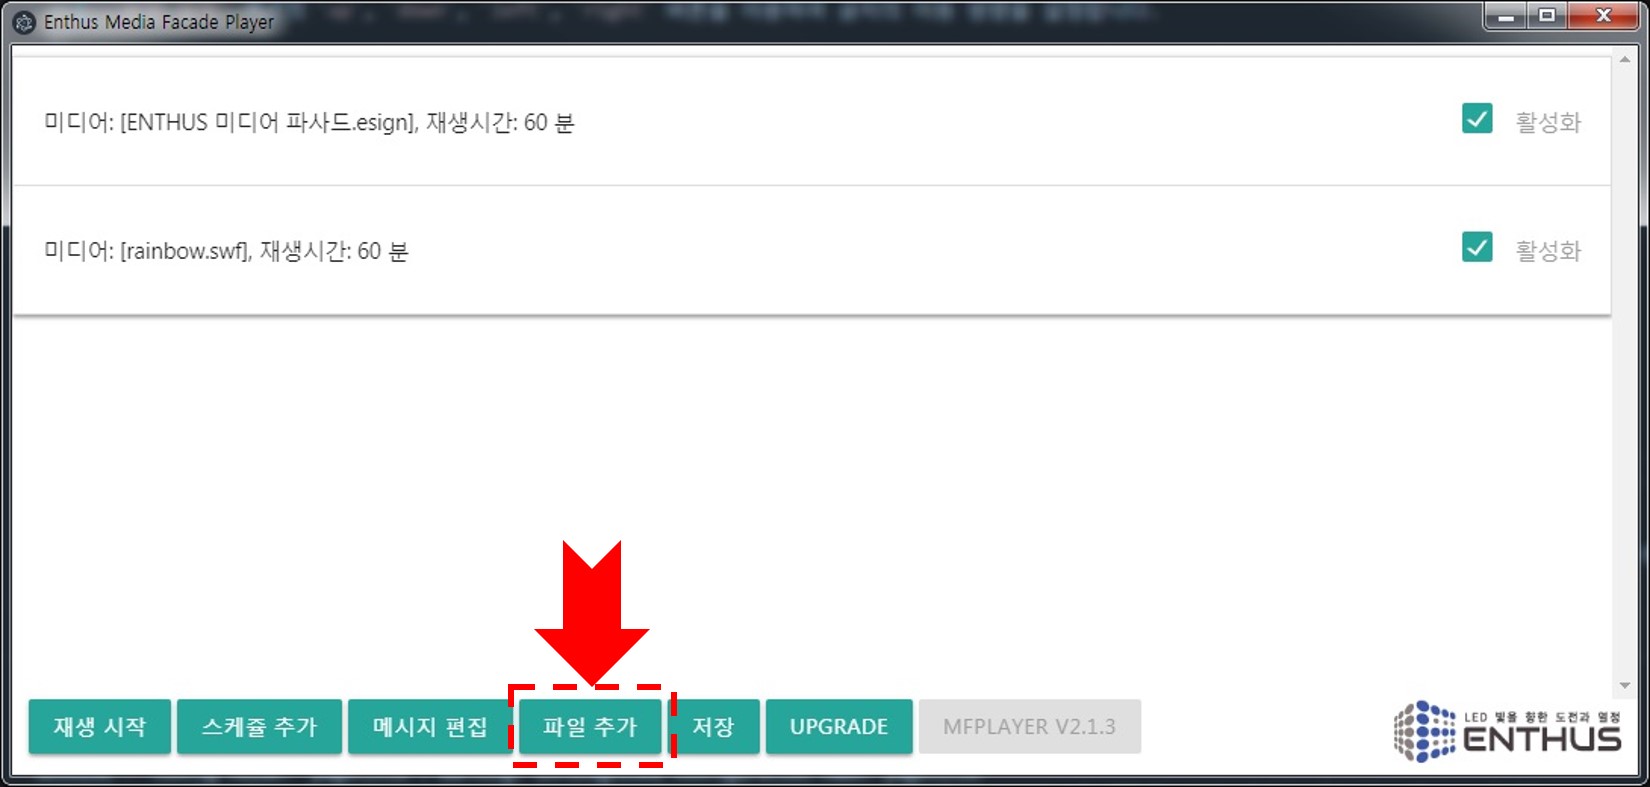 Enthus Media Facade Player
미디어: [ENTHUS 미디어 파사드.esign], 재생시간: 60 분
활성화
미디어: [rainbow.swf], 재생시간: 60 분
활성화
재생 시작
스케쥴 추가
메시지 편집
파일 추가
저장
UPGRADE
MFPLAYER V2.1.3
LED 빛을 향한 도전과 열정
ENTHUS